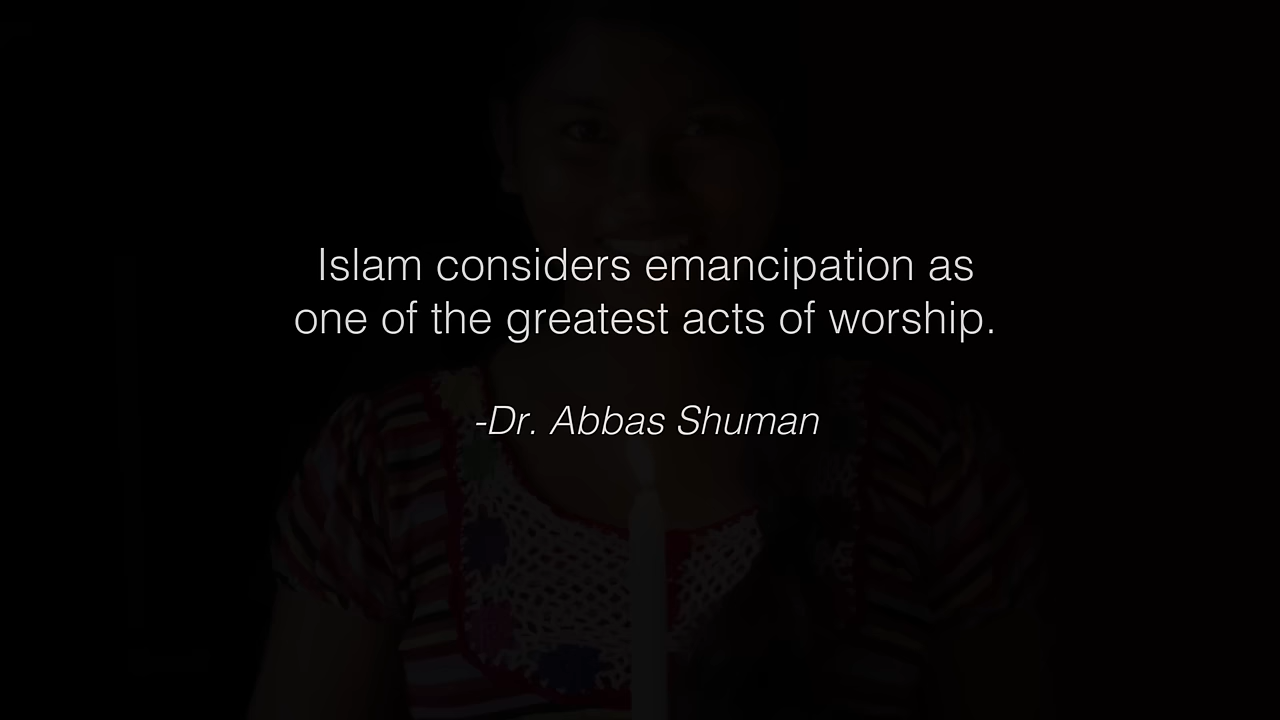 Islam considers emancipation as
one of the greatest acts of worship.
-Dr. Abbas Shuman